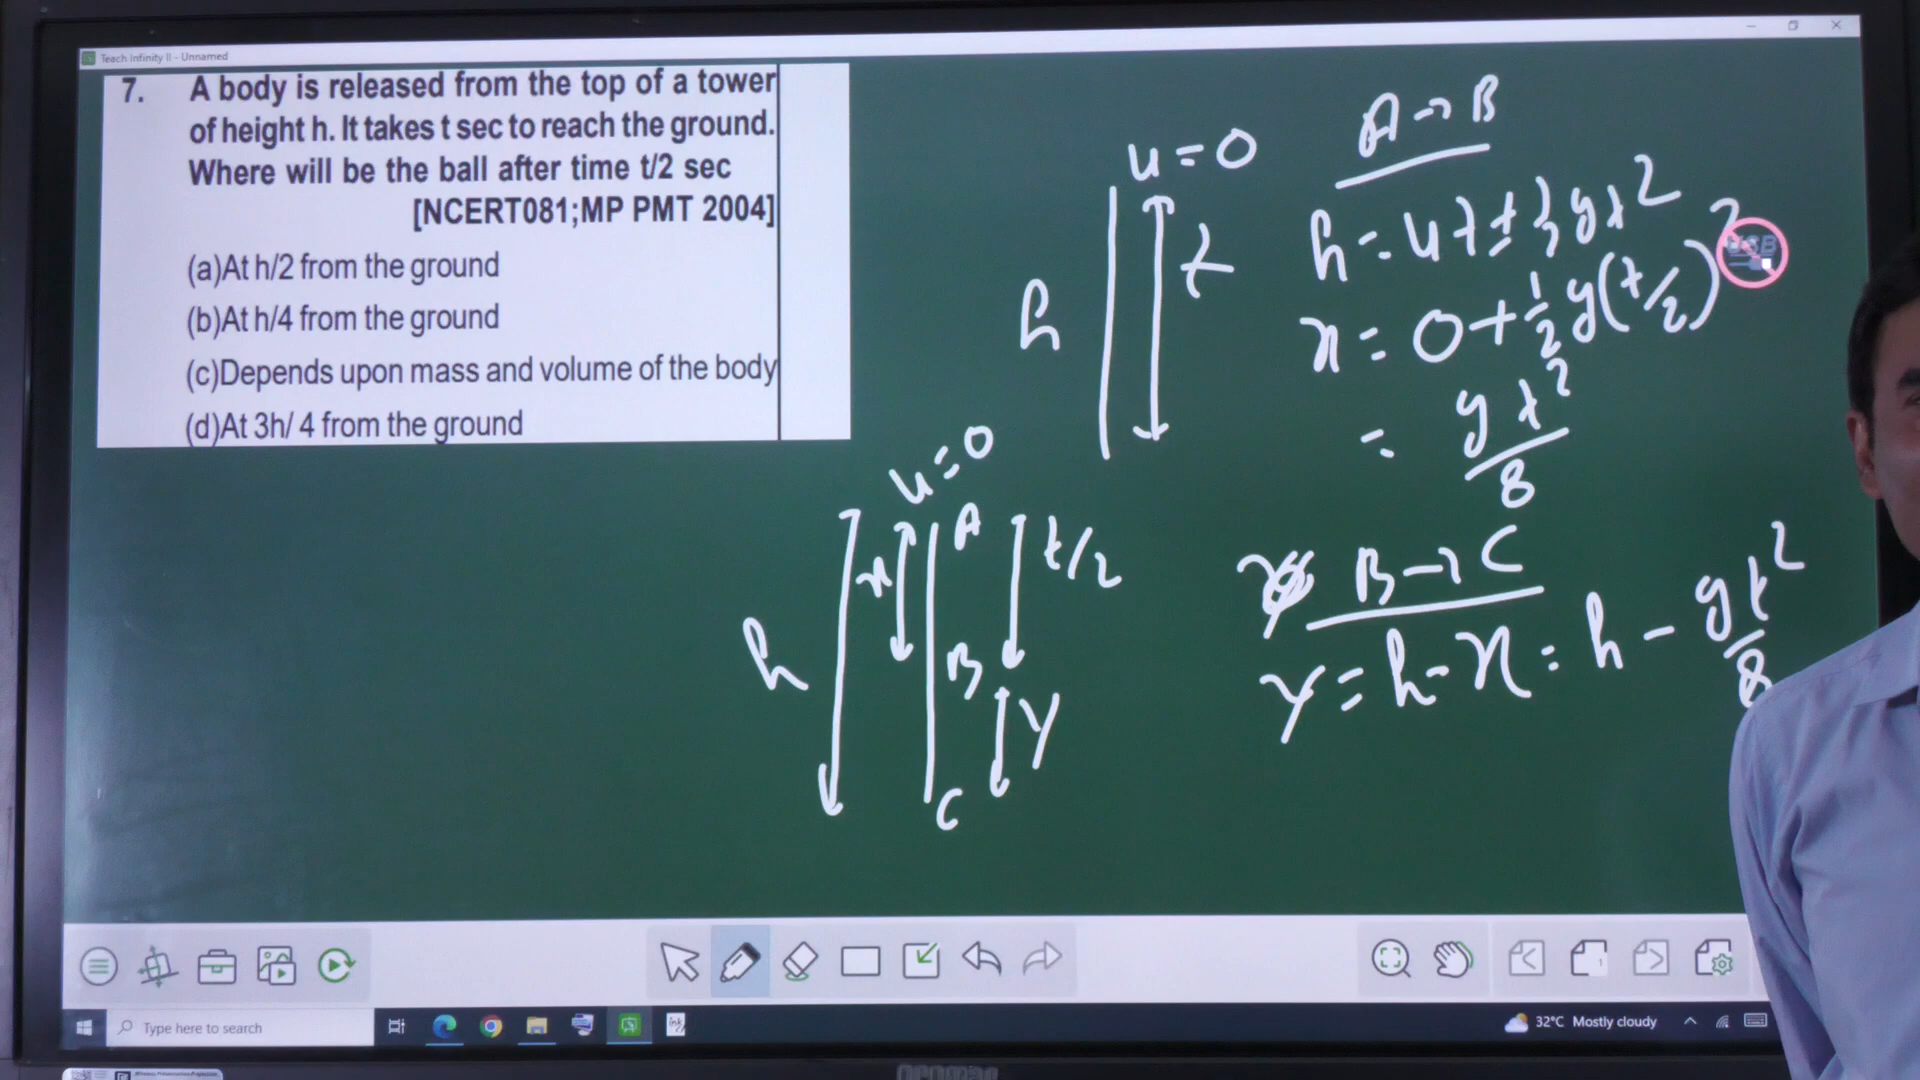 Teach Infinity II - Unnamed
7. A body is released from the top of a tower
of height h. It takes t sec to reach the ground.
Where will be the ball after time t/2 sec
[NCERT081;MP PMT 2004]
(a)At h/2 from the ground
(b)At h/4 from the ground
(c)Depends upon mass and volume of the body
(d)At 3h/ 4 from the ground
u=0
h
t
A→B
h=ut+½gt²
x=0+½g(t/2)²
=gt²/8
u=0
A
x
t/2
h
B
y
C
B→C
y=h-x=h-gt²/8
Type here to search
32°C Mostly cloudy